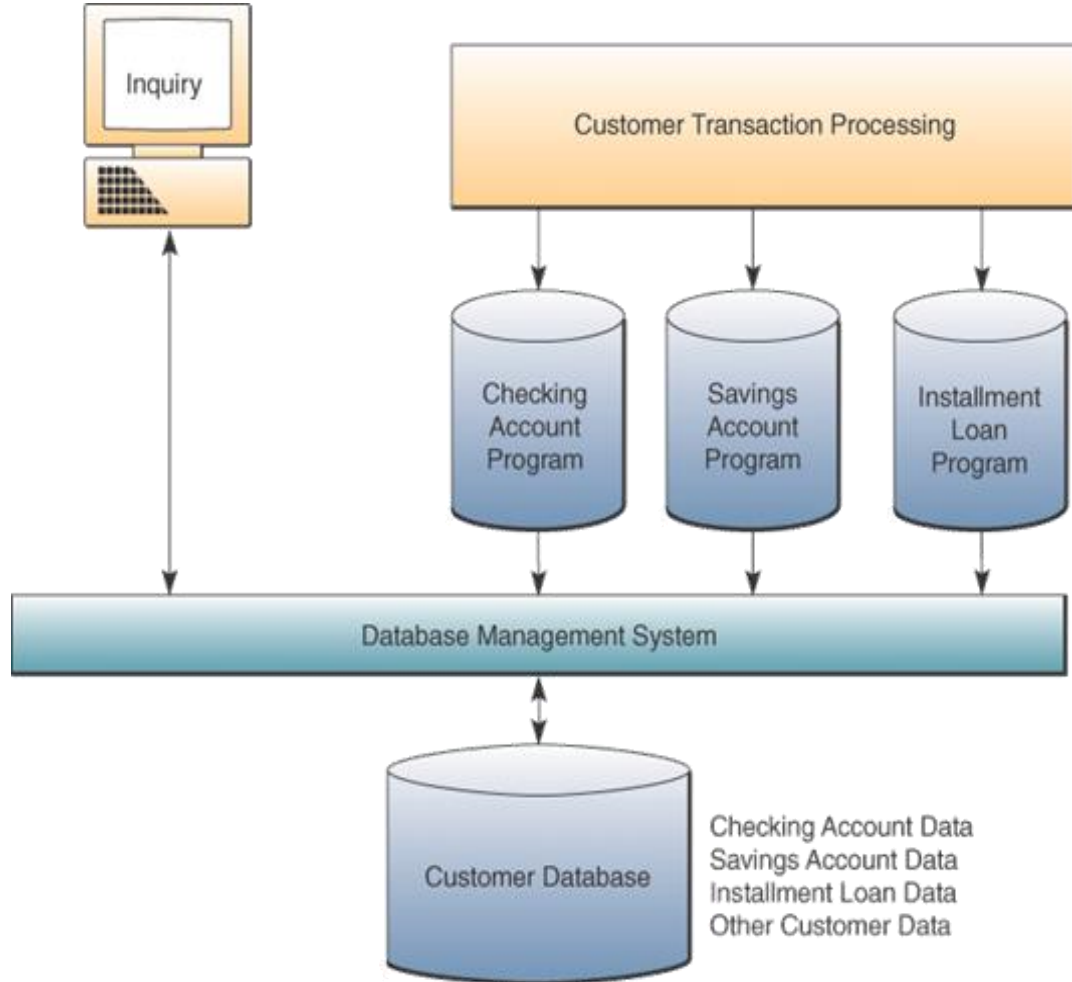 Inquiry
Customer Transaction Processing
Checking
Account
Program
Savings
Account
Program
Installment
Loan
Program
Database Management System
Customer Database
Checking Account Data
Savings Account Data
Installment Loan Data
Other Customer Data